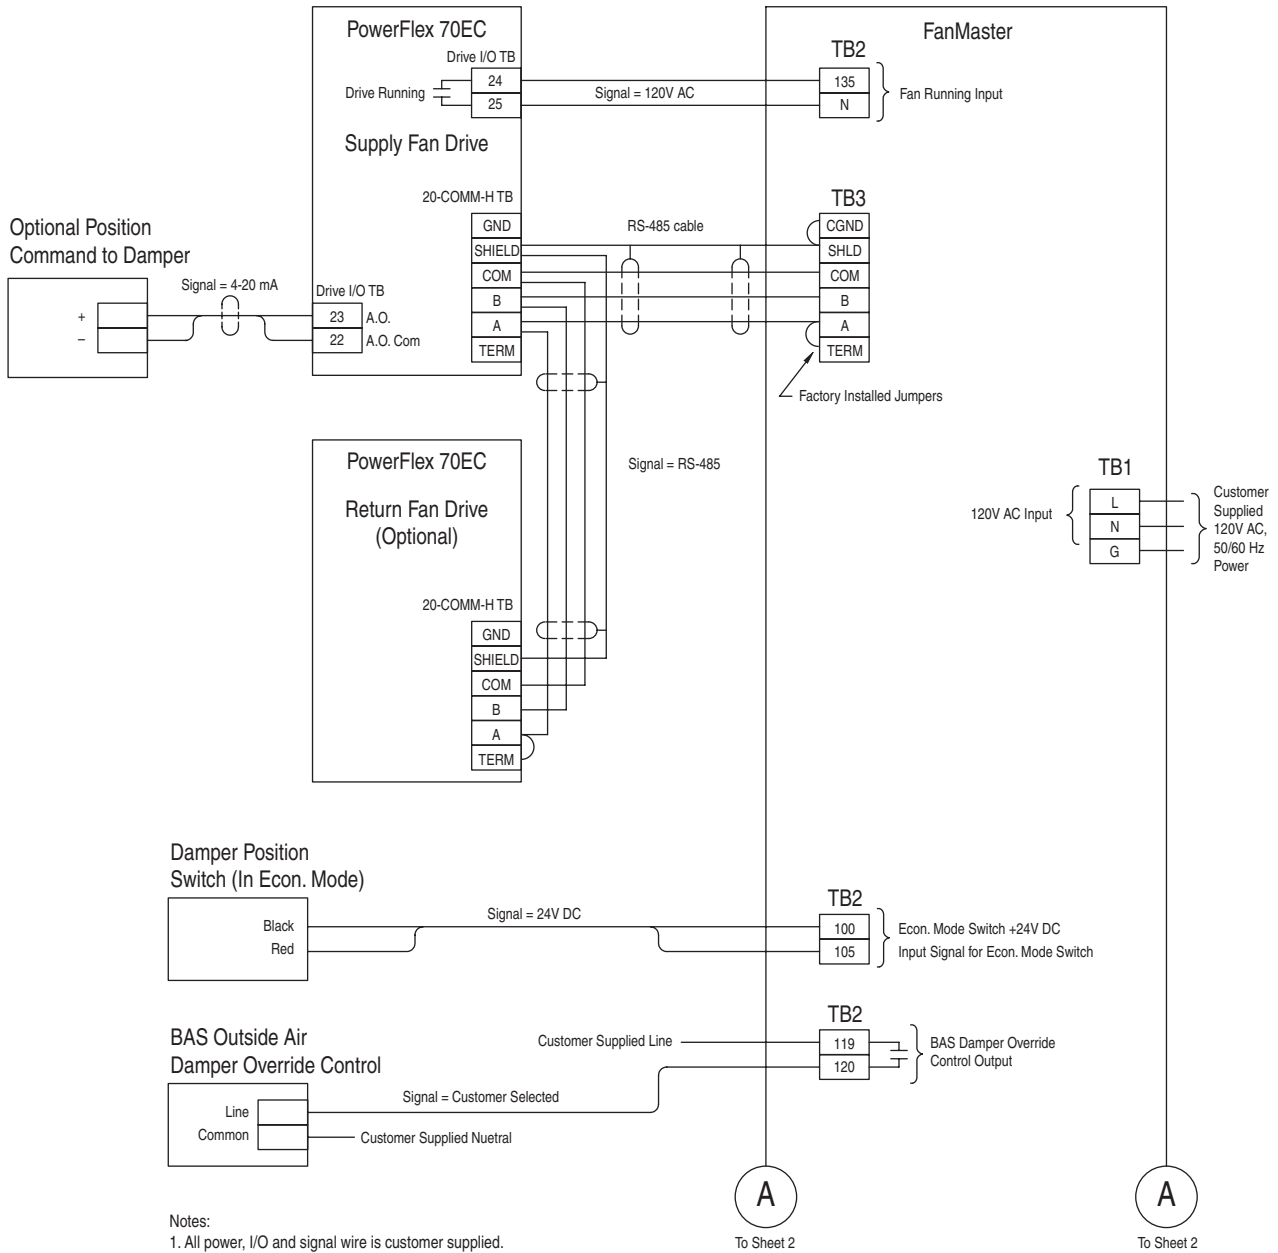 PowerFlex 70EC
Drive I/O TB
Drive Running
24
25
Supply Fan Drive
Signal = 120V AC
FanMaster
TB2
135
N
Fan Running Input
20-COMM-H TB
GND
SHIELD
COM
B
A
TERM
RS-485 cable
TB3
CGND
SHLD
COM
B
A
TERM
Factory Installed Jumpers
Optional Position
Command to Damper
+
–
Signal = 4-20 mA
Drive I/O TB
23
A.O.
22
A.O. Com
Signal = RS-485
PowerFlex 70EC
Return Fan Drive
(Optional)
20-COMM-H TB
GND
SHIELD
COM
B
A
TERM
TB1
120V AC Input
L
N
G
Customer
Supplied
120V AC,
50/60 Hz
Power
Damper Position
Switch (In Econ. Mode)
Black
Red
Signal = 24V DC
TB2
100
105
Econ. Mode Switch +24V DC
Input Signal for Econ. Mode Switch
BAS Outside Air
Damper Override Control
Line
Common
Customer Supplied Line
Signal = Customer Selected
Customer Supplied Nuetral
TB2
119
120
BAS Damper Override
Control Output
A
To Sheet 2
A
To Sheet 2
Notes:
1. All power, I/O and signal wire is customer supplied.